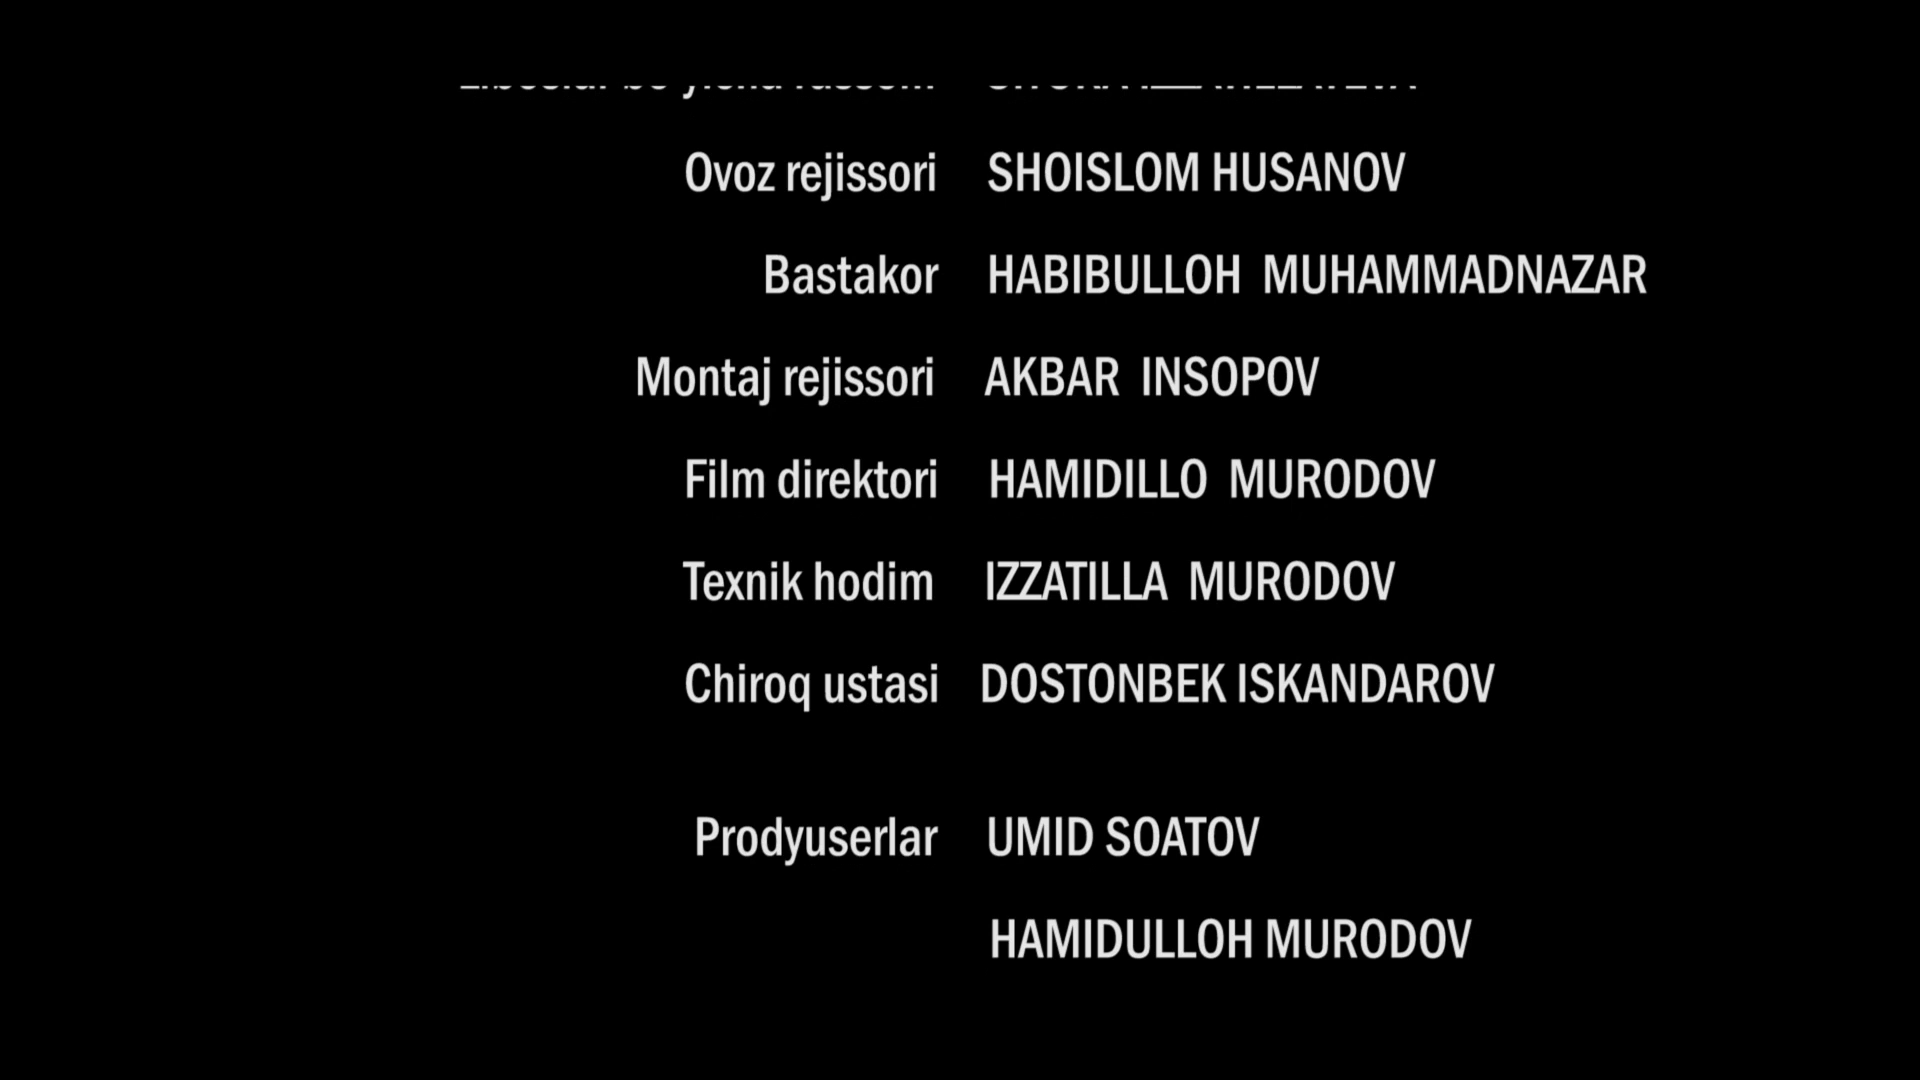 Ovoz rejissori SHOISLOM HUSANOV
Bastakor HABIBULLOH MUHAMMADNAZAR
Montaj rejissori AKBAR INSOPOV
Film direktori HAMIDILLO MURODOV
Texnik hodim IZZATILLA MURODOV
Chiroq ustasi DOSTONBEK ISKANDAROV
Prodyuserlar UMID SOATOV
HAMIDULLOH MURODOV